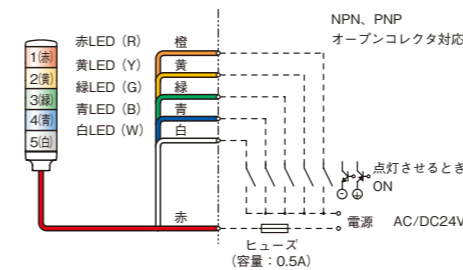 NPN、PNP
オープンコレクタ対応
赤LED（R） 橙
黄LED（Y） 黄
緑LED（G） 緑
青LED（B） 青
白LED（W） 白
1(赤)
2(黄)
3(緑)
4(青)
5(白)
点灯させるとき
ON
赤
電源 AC/DC24V
ヒューズ
（容量：0.5A）